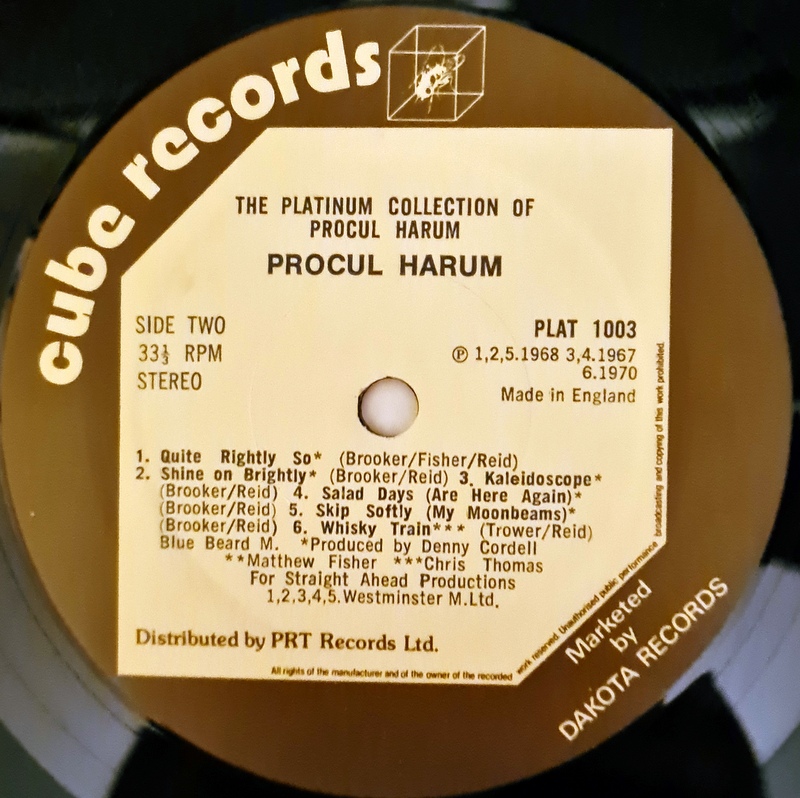 cube records
THE PLATINUM COLLECTION OF
PROCUL HARUM
PROCUL HARUM
SIDE TWO
33⅓ RPM
STEREO
PLAT 1003
Ⓟ 1,2,5.1968 3,4.1967
6.1970
Made in England
1. Quite Rightly So* (Brooker/Fisher/Reid)
2. Shine on Brightly* (Brooker/Reid) 3. Kaleidoscope*
(Brooker/Reid) 4. Salad Days (Are Here Again)*
(Brooker/Reid) 5. Skip Softly (My Moonbeams)*
(Brooker/Reid) 6. Whisky Train*** (Trower/Reid)
Blue Beard M. *Produced by Denny Cordell
**Matthew Fisher ***Chris Thomas
For Straight Ahead Productions
1,2,3,4,5.Westminster M.Ltd.
Distributed by PRT Records Ltd.
All rights of the manufacturer and of the owner of the recorded work reserved. Unauthorised public performance broadcasting and copying of this work prohibited.
Marketed
by
DAKOTA RECORDS